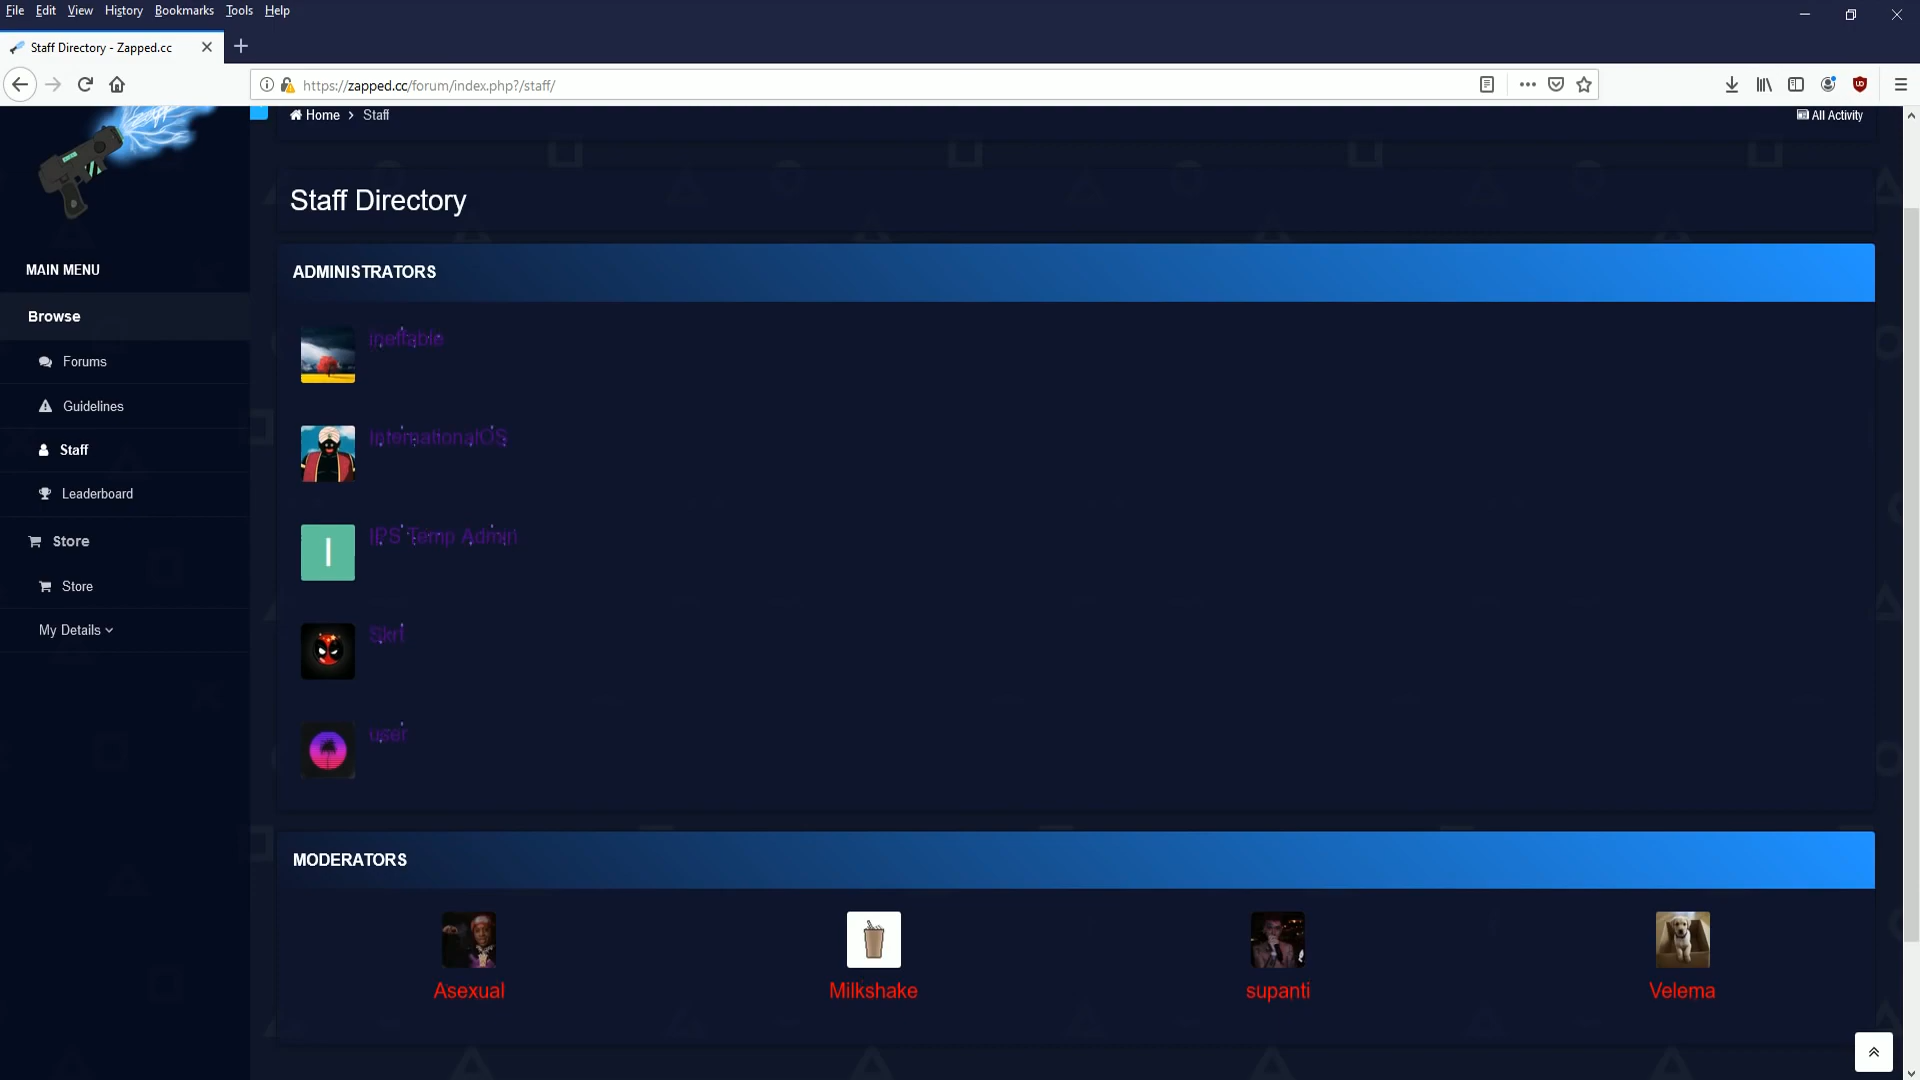 File Edit View History Bookmarks Tools Help
Staff Directory - Zapped.cc
https://zapped.cc/forum/index.php?/staff/
Home > Staff
All Activity
Staff Directory
MAIN MENU
Browse
Forums
Guidelines
Staff
Leaderboard
Store
Store
My Details
ADMINISTRATORS
ineffable
InternationalOS
I
IPS Temp Admin
Skrt
user
MODERATORS
Asexual
Milkshake
supanti
Velema